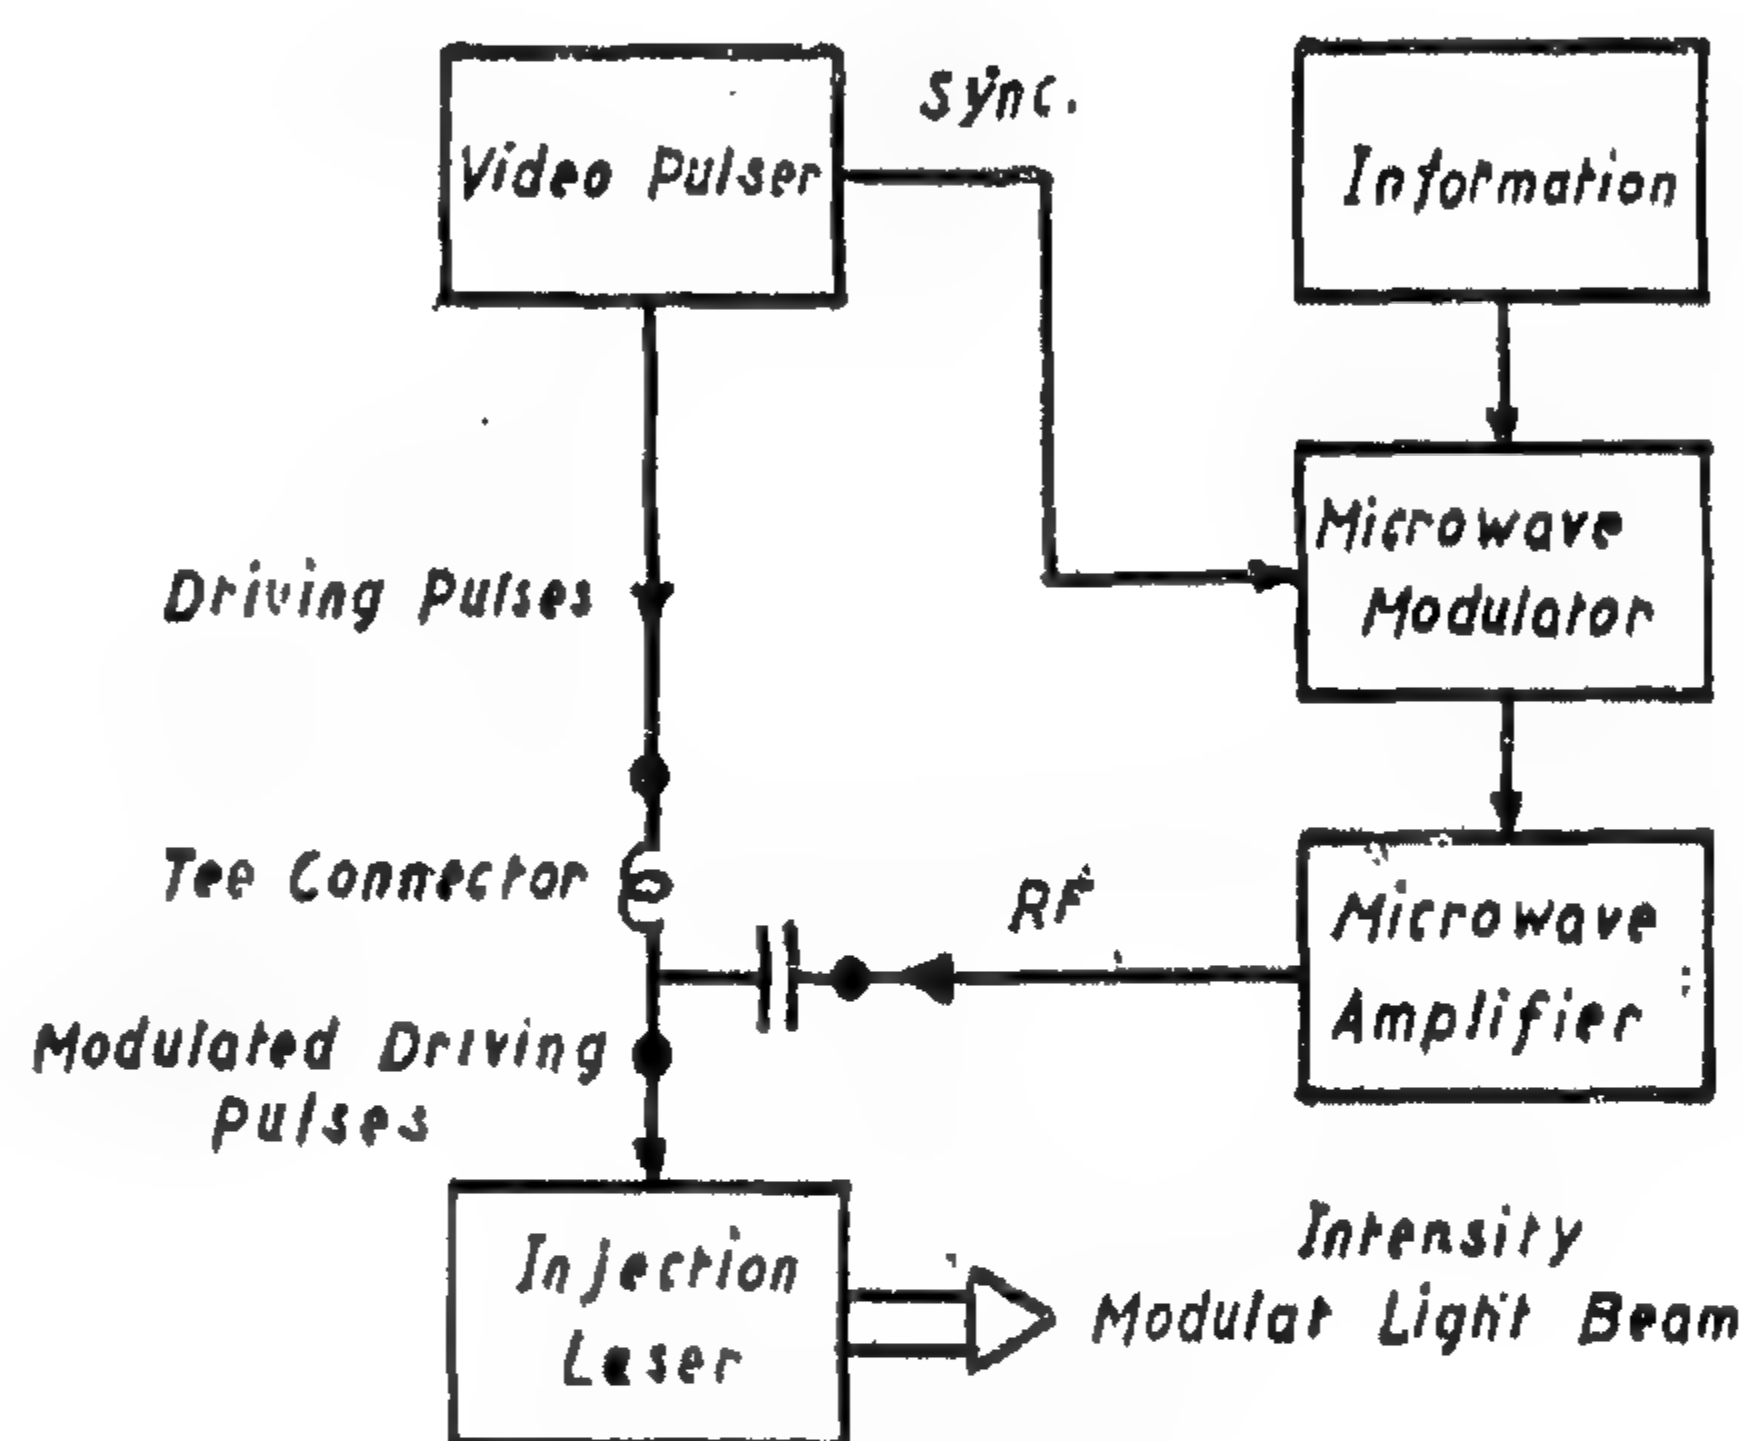 Sync.
Video Pulser
Information
Microwave
Modulator
Driving Pulses
Tee Connector
RF
Microwave
Amplifier
Modulated Driving
Pulses
Injection
Laser
Intensity
Modulat Light Beam